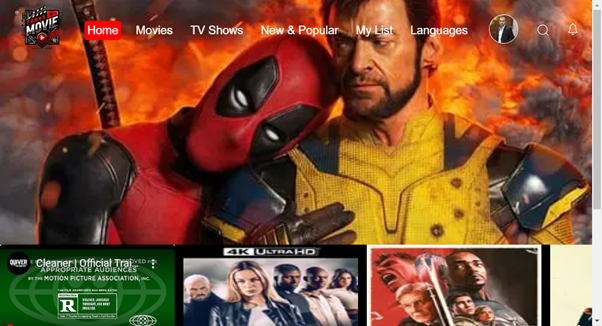 MOVIE
Home
Movies
TV Shows
New & Popular
My List
Languages
QUIVER
Cleaner | Official Trai...
APPROPRIATE AUDIENCES
BY THE MOTION PICTURE ASSOCIATION, INC.
R
4K ULTRA HD